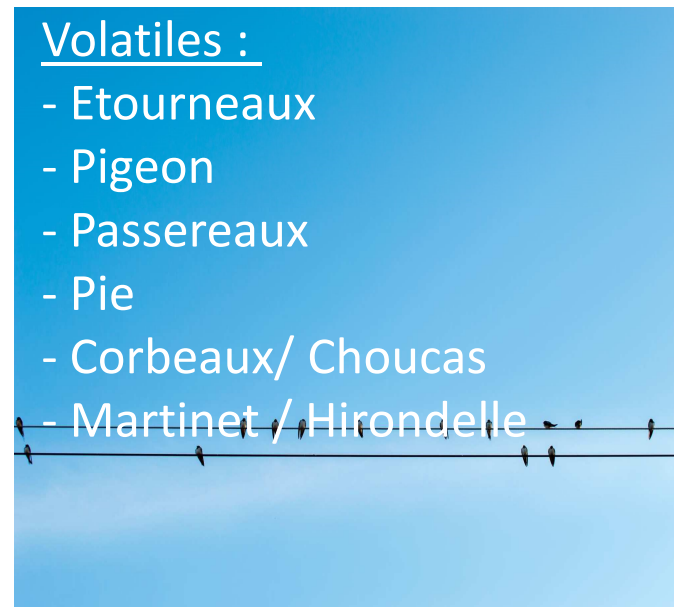 Volatiles :
- Etourneaux
- Pigeon
- Passereaux
- Pie
- Corbeaux/ Choucas
- Martinet / Hirondelle